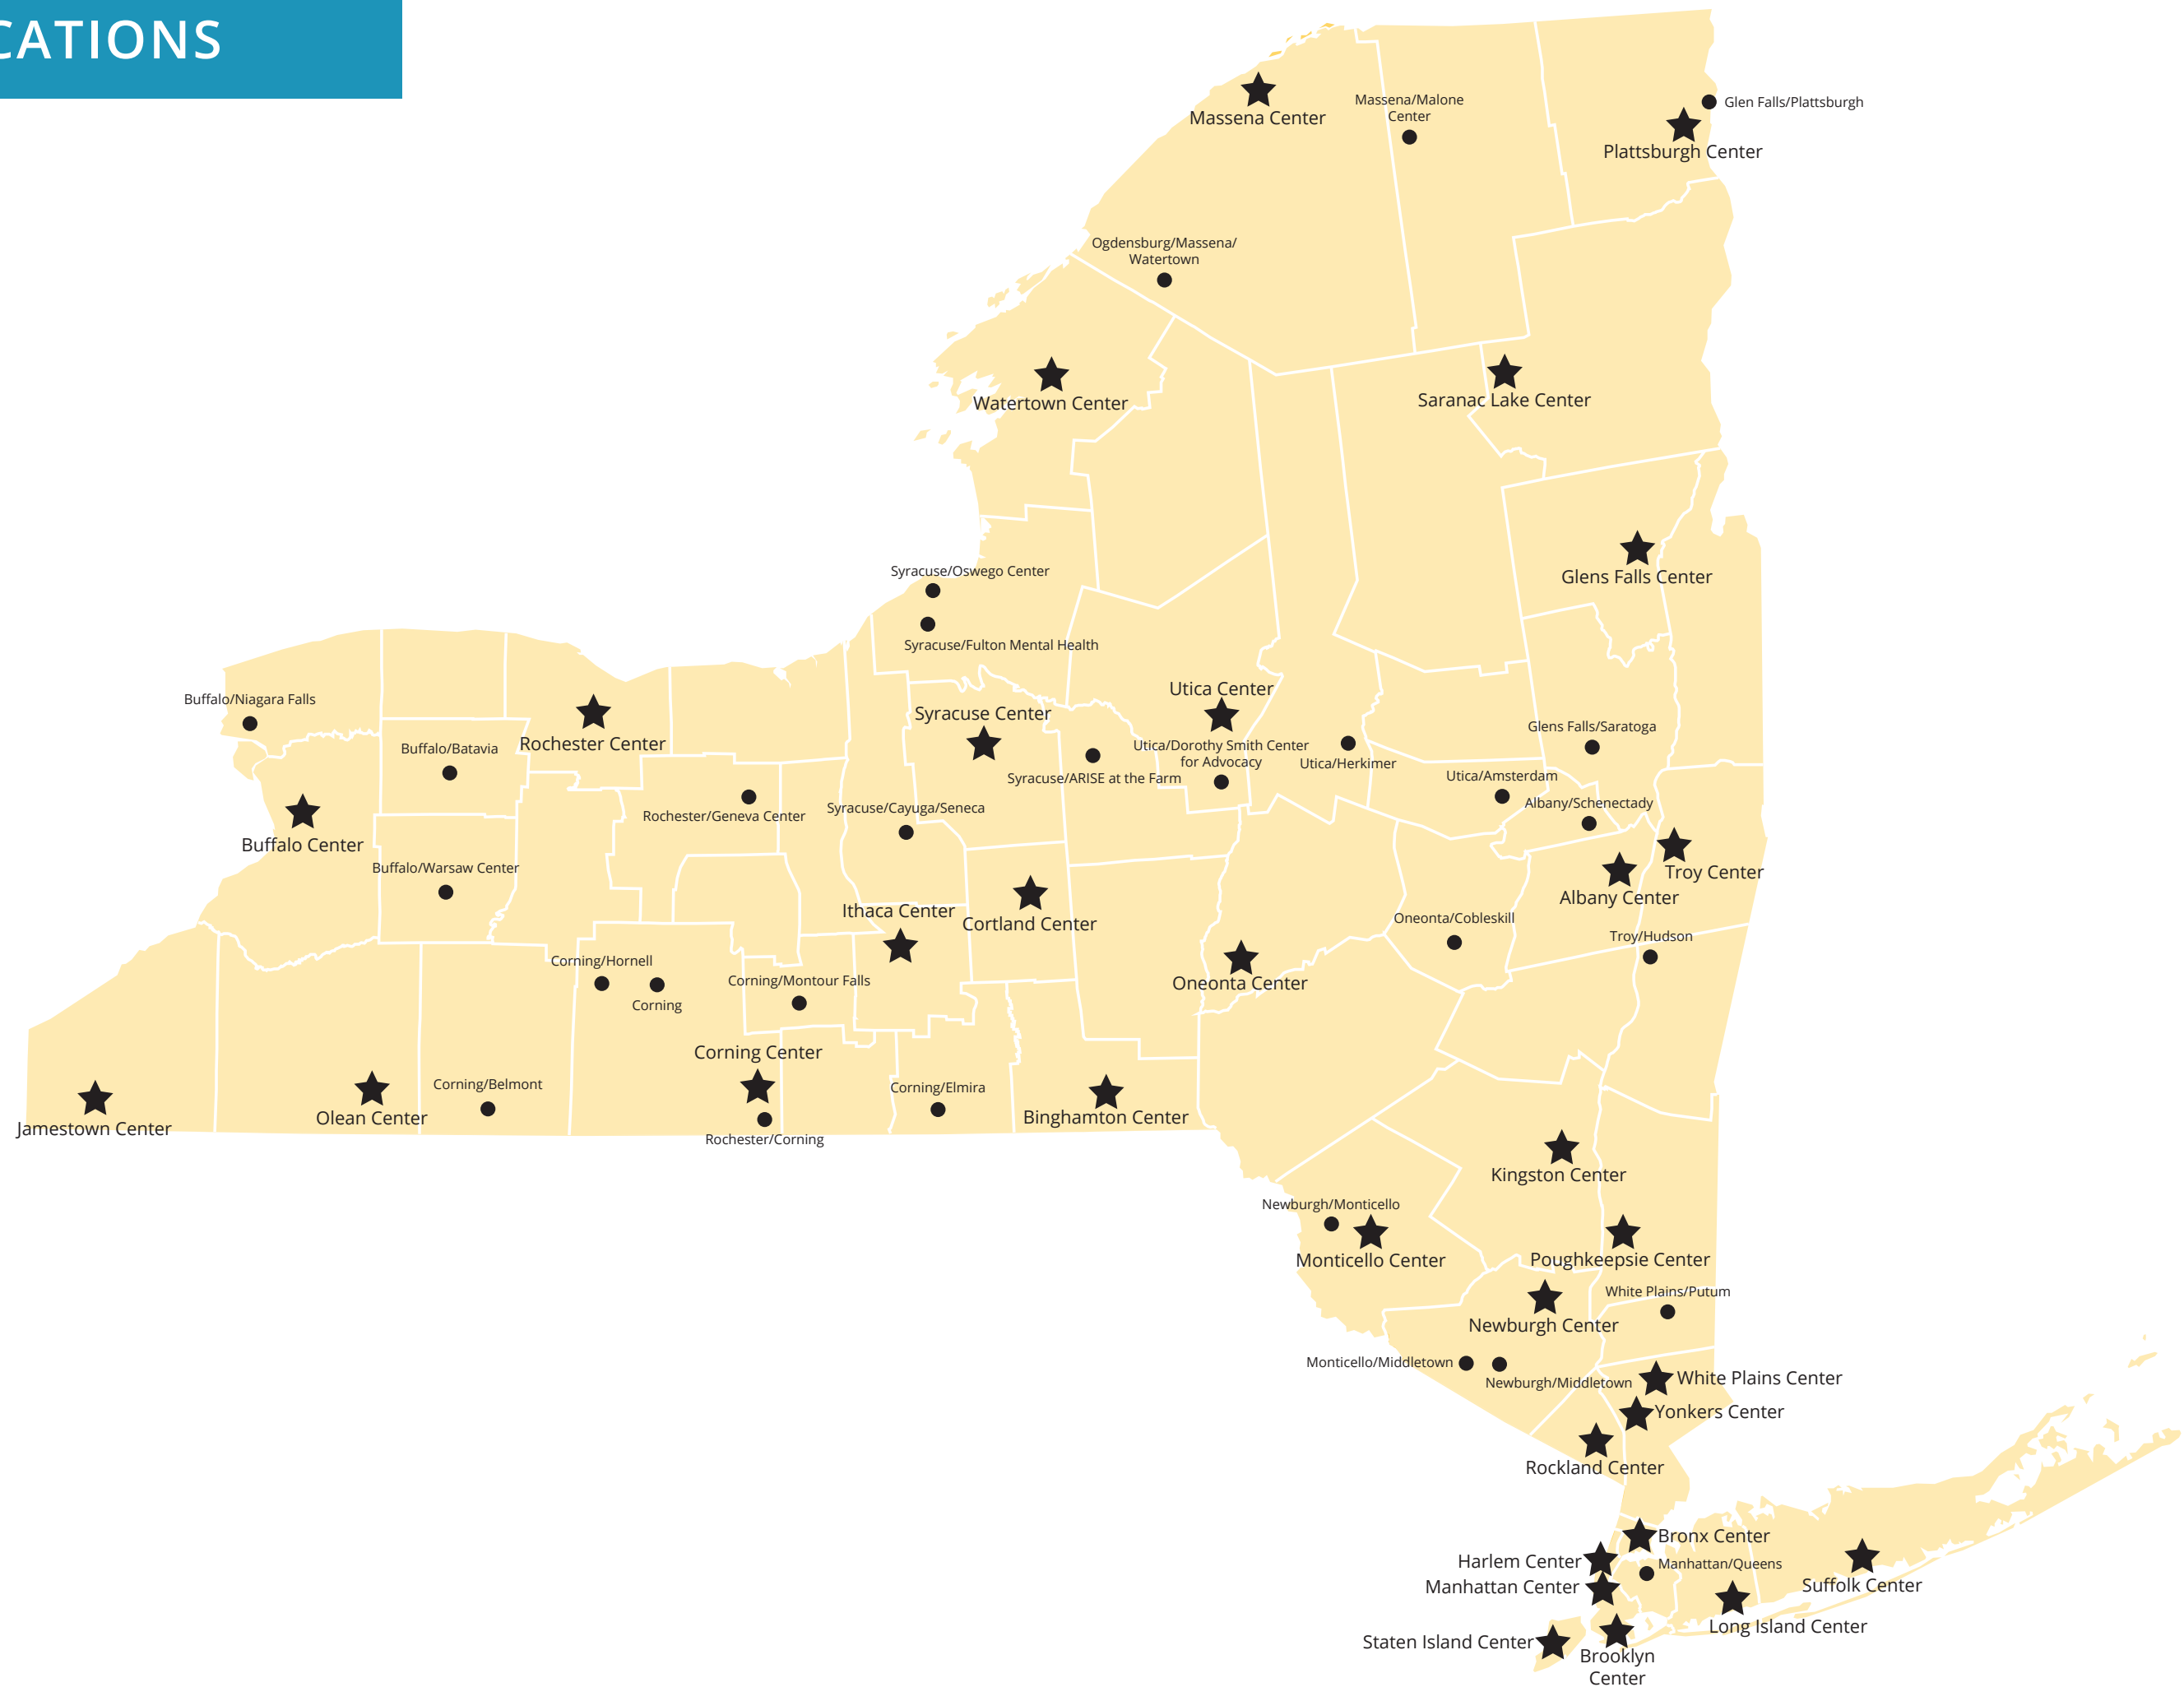 CATIONS
Massena Center
Massena/Malone
Center
Glen Falls/Plattsburgh
Plattsburgh Center
Ogdensburg/Massena/
Watertown
Watertown Center
Saranac Lake Center
Glens Falls Center
Syracuse/Oswego Center
Syracuse/Fulton Mental Health
Buffalo/Niagara Falls
Rochester Center
Buffalo/Batavia
Syracuse Center
Utica Center
Utica/Dorothy Smith Center
for Advocacy
Syracuse/ARISE at the Farm
Utica/Herkimer
Glens Falls/Saratoga
Utica/Amsterdam
Albany/Schenectady
Rochester/Geneva Center
Syracuse/Cayuga/Seneca
Buffalo Center
Buffalo/Warsaw Center
Troy Center
Albany Center
Ithaca Center
Cortland Center
Oneonta/Cobleskill
Troy/Hudson
Corning/Hornell
Corning
Corning/Montour Falls
Oneonta Center
Corning Center
Jamestown Center
Olean Center
Corning/Belmont
Corning/Elmira
Binghamton Center
Rochester/Corning
Kingston Center
Newburgh/Monticello
Monticello Center
Poughkeepsie Center
White Plains/Putum
Newburgh Center
Monticello/Middletown
Newburgh/Middletown
White Plains Center
Yonkers Center
Rockland Center
Bronx Center
Harlem Center
Manhattan/Queens
Manhattan Center
Suffolk Center
Long Island Center
Staten Island Center
Brooklyn
Center